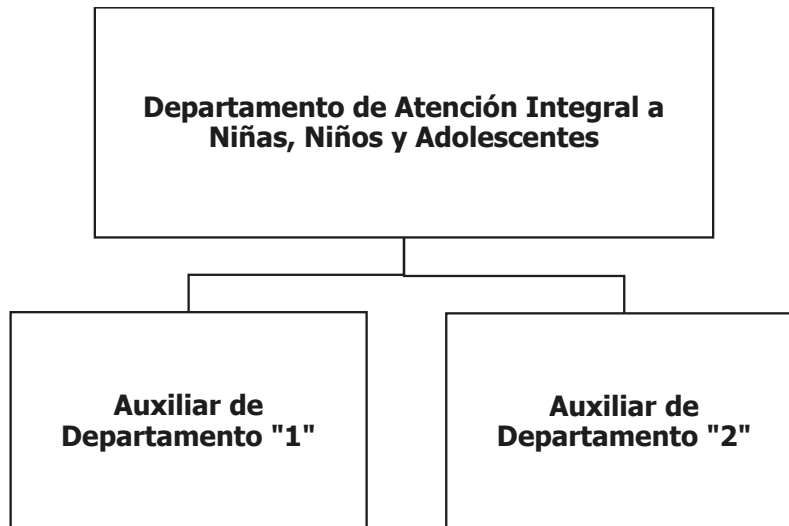 Departamento de Atención Integral a
Niñas, Niños y Adolescentes
Auxiliar de
Departamento "1"
Auxiliar de
Departamento "2"